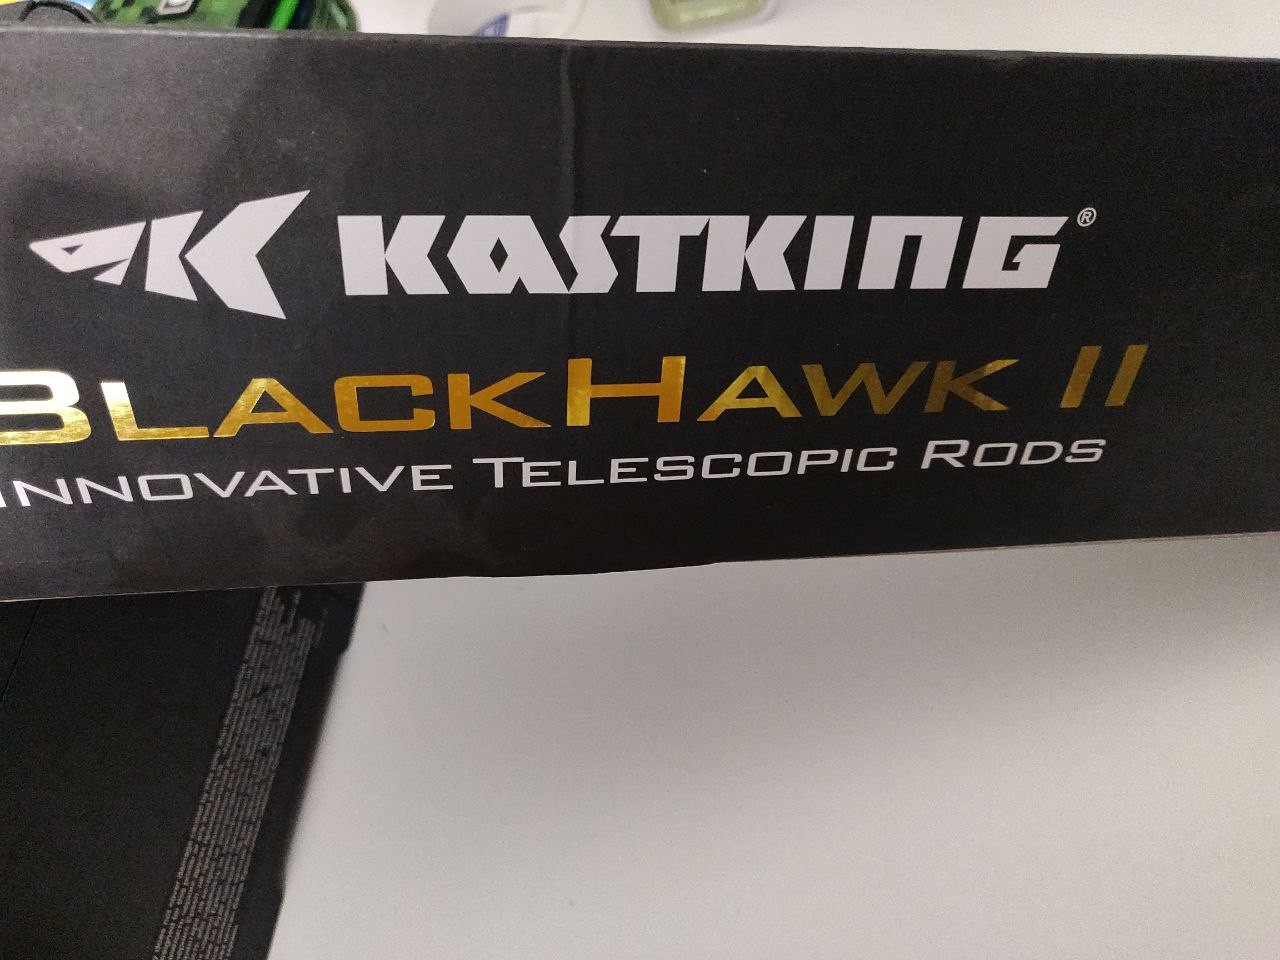 KASTKING®
BLACKHAWK II
INNOVATIVE TELESCOPIC RODS